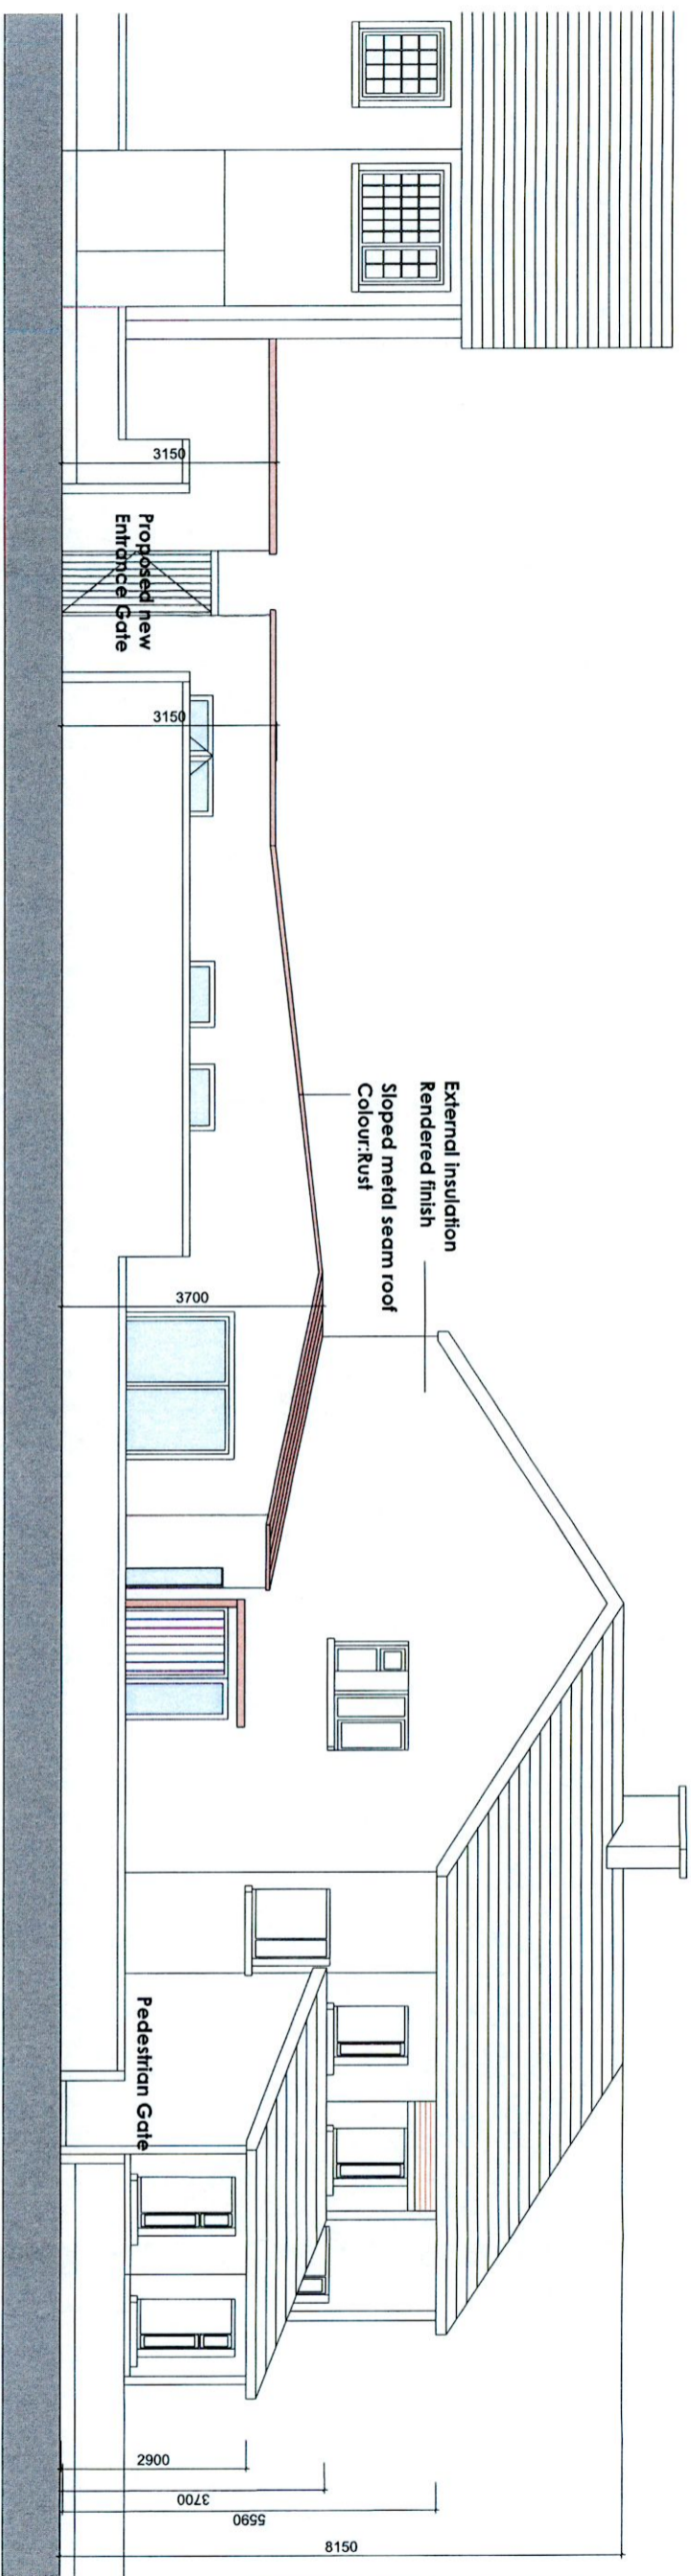 3150
Proposed new
Entrance Gate
3150
External insulation
Rendered finish
Sloped metal seam roof
Colour:Rust
3700
Pedestrian Gate
2900
3700
5590
8150